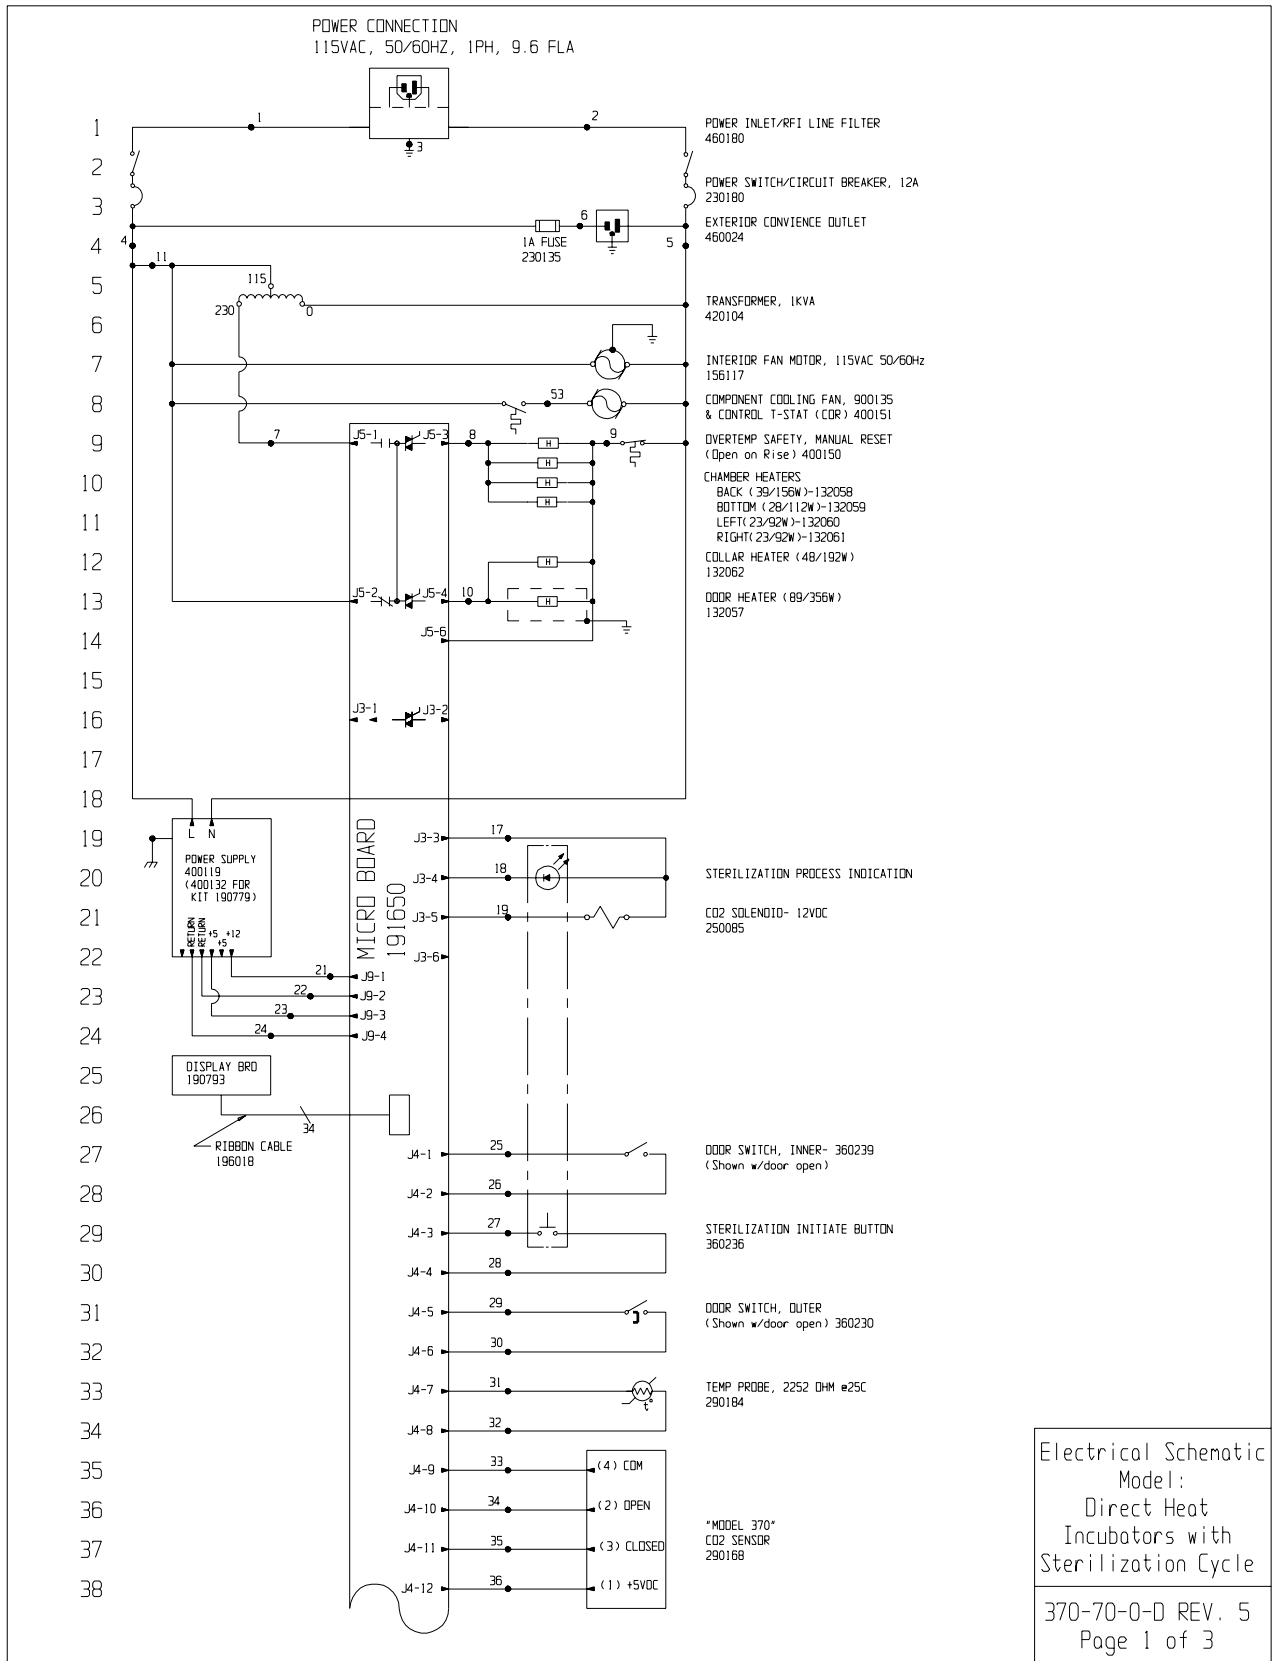 POWER CONNECTION
115VAC, 50/60HZ, 1PH, 9.6 FLA
1
1
2
POWER INLET/RFI LINE FILTER
460180
3
2
POWER SWITCH/CIRCUIT BREAKER, 12A
230180
3
6
EXTERIOR CONVIENCE OUTLET
460024
4
4
1A FUSE
230135
5
11
5
115
230
0
TRANSFORMER, 1KVA
420104
6
7
INTERIOR FAN MOTOR, 115VAC 50/60Hz
156117
8
53
COMPONENT COOLING FAN, 900135
& CONTROL T-STAT (COR) 400151
9
7
J5-1
J5-3
8
H
9
OVERTEMP SAFETY, MANUAL RESET
(Open on Rise) 400150
H
10
H
H
CHAMBER HEATERS
BACK (39/156W)-132058
BOTTOM (28/112W)-132059
LEFT(23/92W)-132060
RIGHT(23/92W)-132061
11
12
H
COLLAR HEATER (48/192W)
132062
13
J5-2
J5-4
10
H
DOOR HEATER (89/356W)
132057
14
J5-6
15
16
J3-1
J3-2
17
18
L N
POWER SUPPLY
400119
(400132 FOR
KIT 190779)
RETURN
RETURN
+5
+5
+12
MICRO BOARD
191650
19
J3-3
17
20
J3-4
18
STERILIZATION PROCESS INDICATION
21
J3-5
19
CO2 SOLENOID- 12VDC
250085
22
J3-6
21
J9-1
23
22
J9-2
23
J9-3
24
24
J9-4
25
DISPLAY BRD
190793
26
34
RIBBON CABLE
196018
27
J4-1
25
DOOR SWITCH, INNER- 360239
(Shown w/door open)
28
J4-2
26
29
J4-3
27
STERILIZATION INITIATE BUTTON
360236
30
J4-4
28
31
J4-5
29
DOOR SWITCH, OUTER
(Shown w/door open) 360230
32
J4-6
30
33
J4-7
31
t°
TEMP PROBE, 2252 OHM @25C
290184
34
J4-8
32
35
J4-9
33
(4) COM
36
J4-10
34
(2) OPEN
37
J4-11
35
(3) CLOSED
"MODEL 370"
CO2 SENSOR
290168
38
J4-12
36
(1) +5VDC
Electrical Schematic
Model:
Direct Heat
Incubators with
Sterilization Cycle
370-70-0-D REV. 5
Page 1 of 3